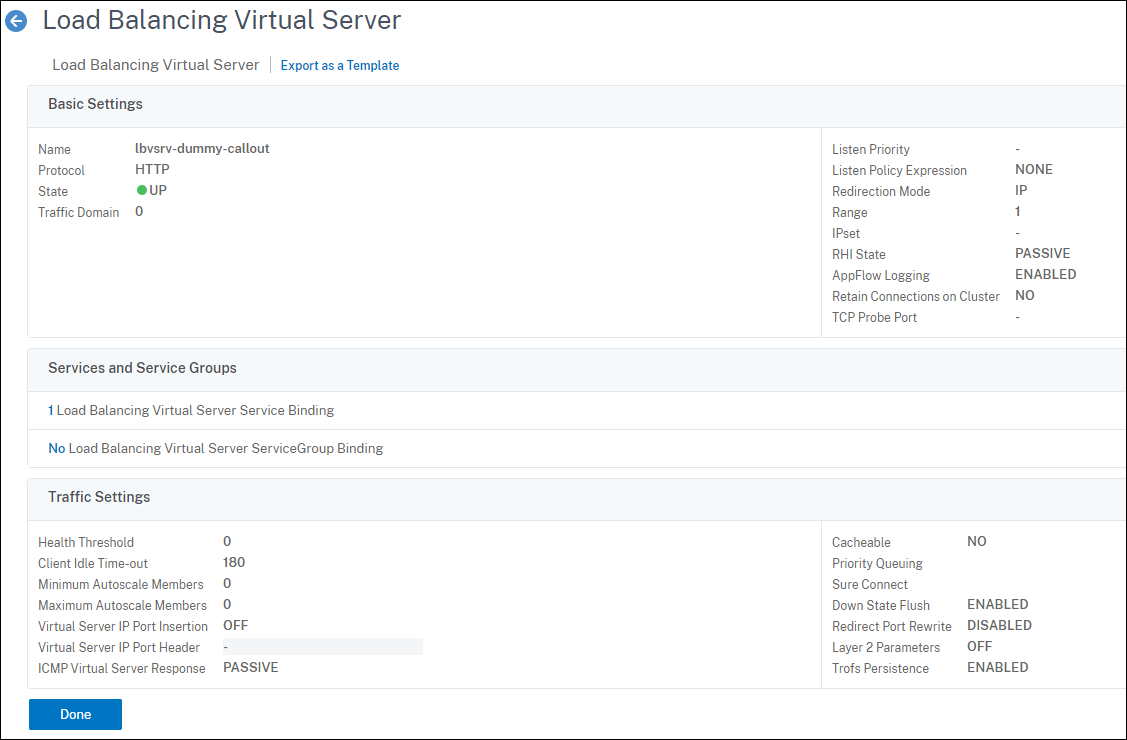 Load Balancing Virtual Server
Load Balancing Virtual Server Export as a Template
Basic Settings
Name lbvsrv-dummy-callout
Protocol HTTP
State UP
Traffic Domain 0
Listen Priority -
Listen Policy Expression NONE
Redirection Mode IP
Range 1
IPset -
RHI State PASSIVE
AppFlow Logging ENABLED
Retain Connections on Cluster NO
TCP Probe Port -
Services and Service Groups
1 Load Balancing Virtual Server Service Binding
No Load Balancing Virtual Server ServiceGroup Binding
Traffic Settings
Health Threshold 0
Client Idle Time-out 180
Minimum Autoscale Members 0
Maximum Autoscale Members 0
Virtual Server IP Port Insertion OFF
Virtual Server IP Port Header -
ICMP Virtual Server Response PASSIVE
Cacheable NO
Priority Queuing
Sure Connect
Down State Flush ENABLED
Redirect Port Rewrite DISABLED
Layer 2 Parameters OFF
Trofs Persistence ENABLED
Done